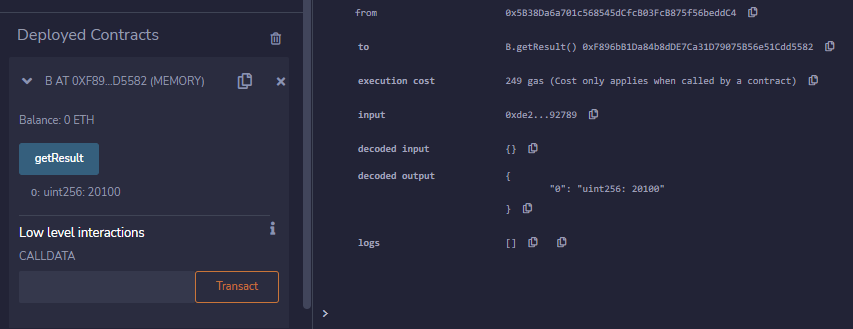 Deployed Contracts
B AT 0XF89...D5582 (MEMORY)
Balance: 0 ETH
getResult
0: uint256: 20100
Low level interactions
CALLDATA
Transact
from 0x5B38Da6a701c568545dCfcB03FcB875f56beddC4
to B.getResult() 0xF896bB1Da84b8dDE7Ca31D79075B56e51Cdd5582
execution cost 249 gas (Cost only applies when called by a contract)
input 0xde2...92789
decoded input {}
decoded output {
"0": "uint256: 20100"
}
logs []
>